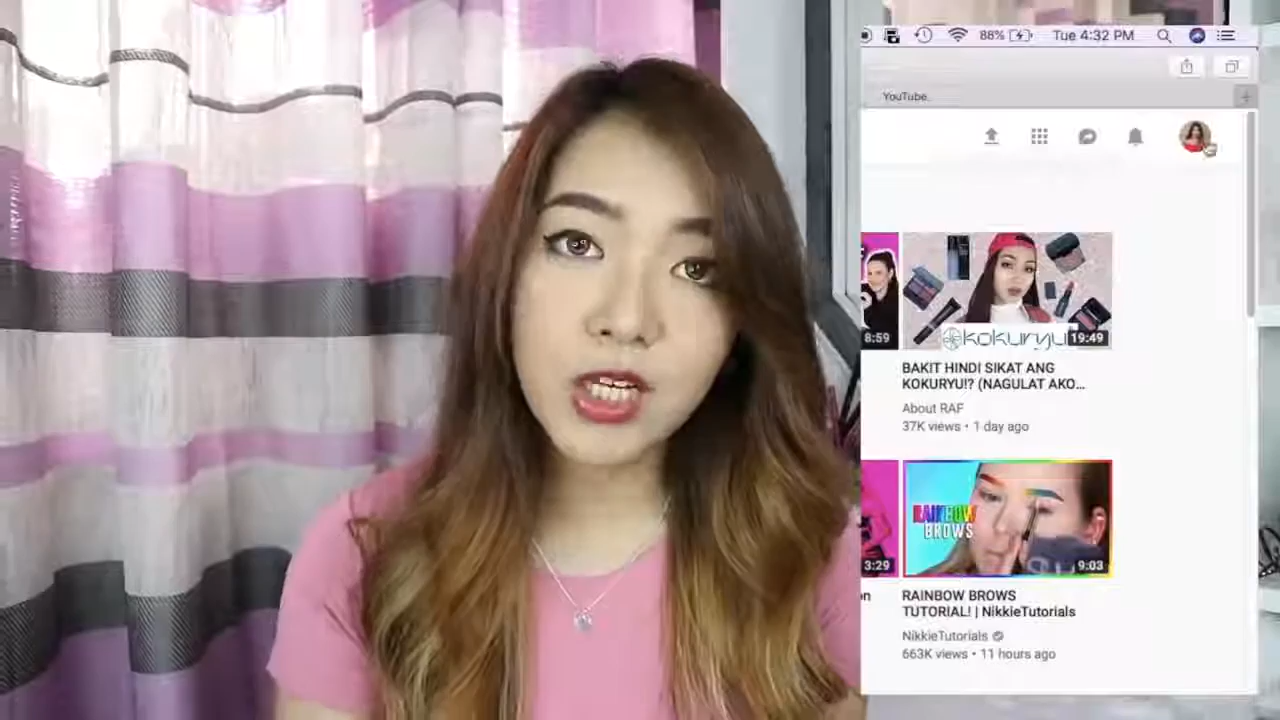 88%
Tue 4:32 PM
YouTube
8:59
kokuryu
19:49
BAKIT HINDI SIKAT ANG
KOKURYU!? (NAGULAT AKO...
About RAF
37K views • 1 day ago
RAINBOW
BROWS
3:29
9:03
on
RAINBOW BROWS
TUTORIAL! | NikkieTutorials
NikkieTutorials
663K views • 11 hours ago